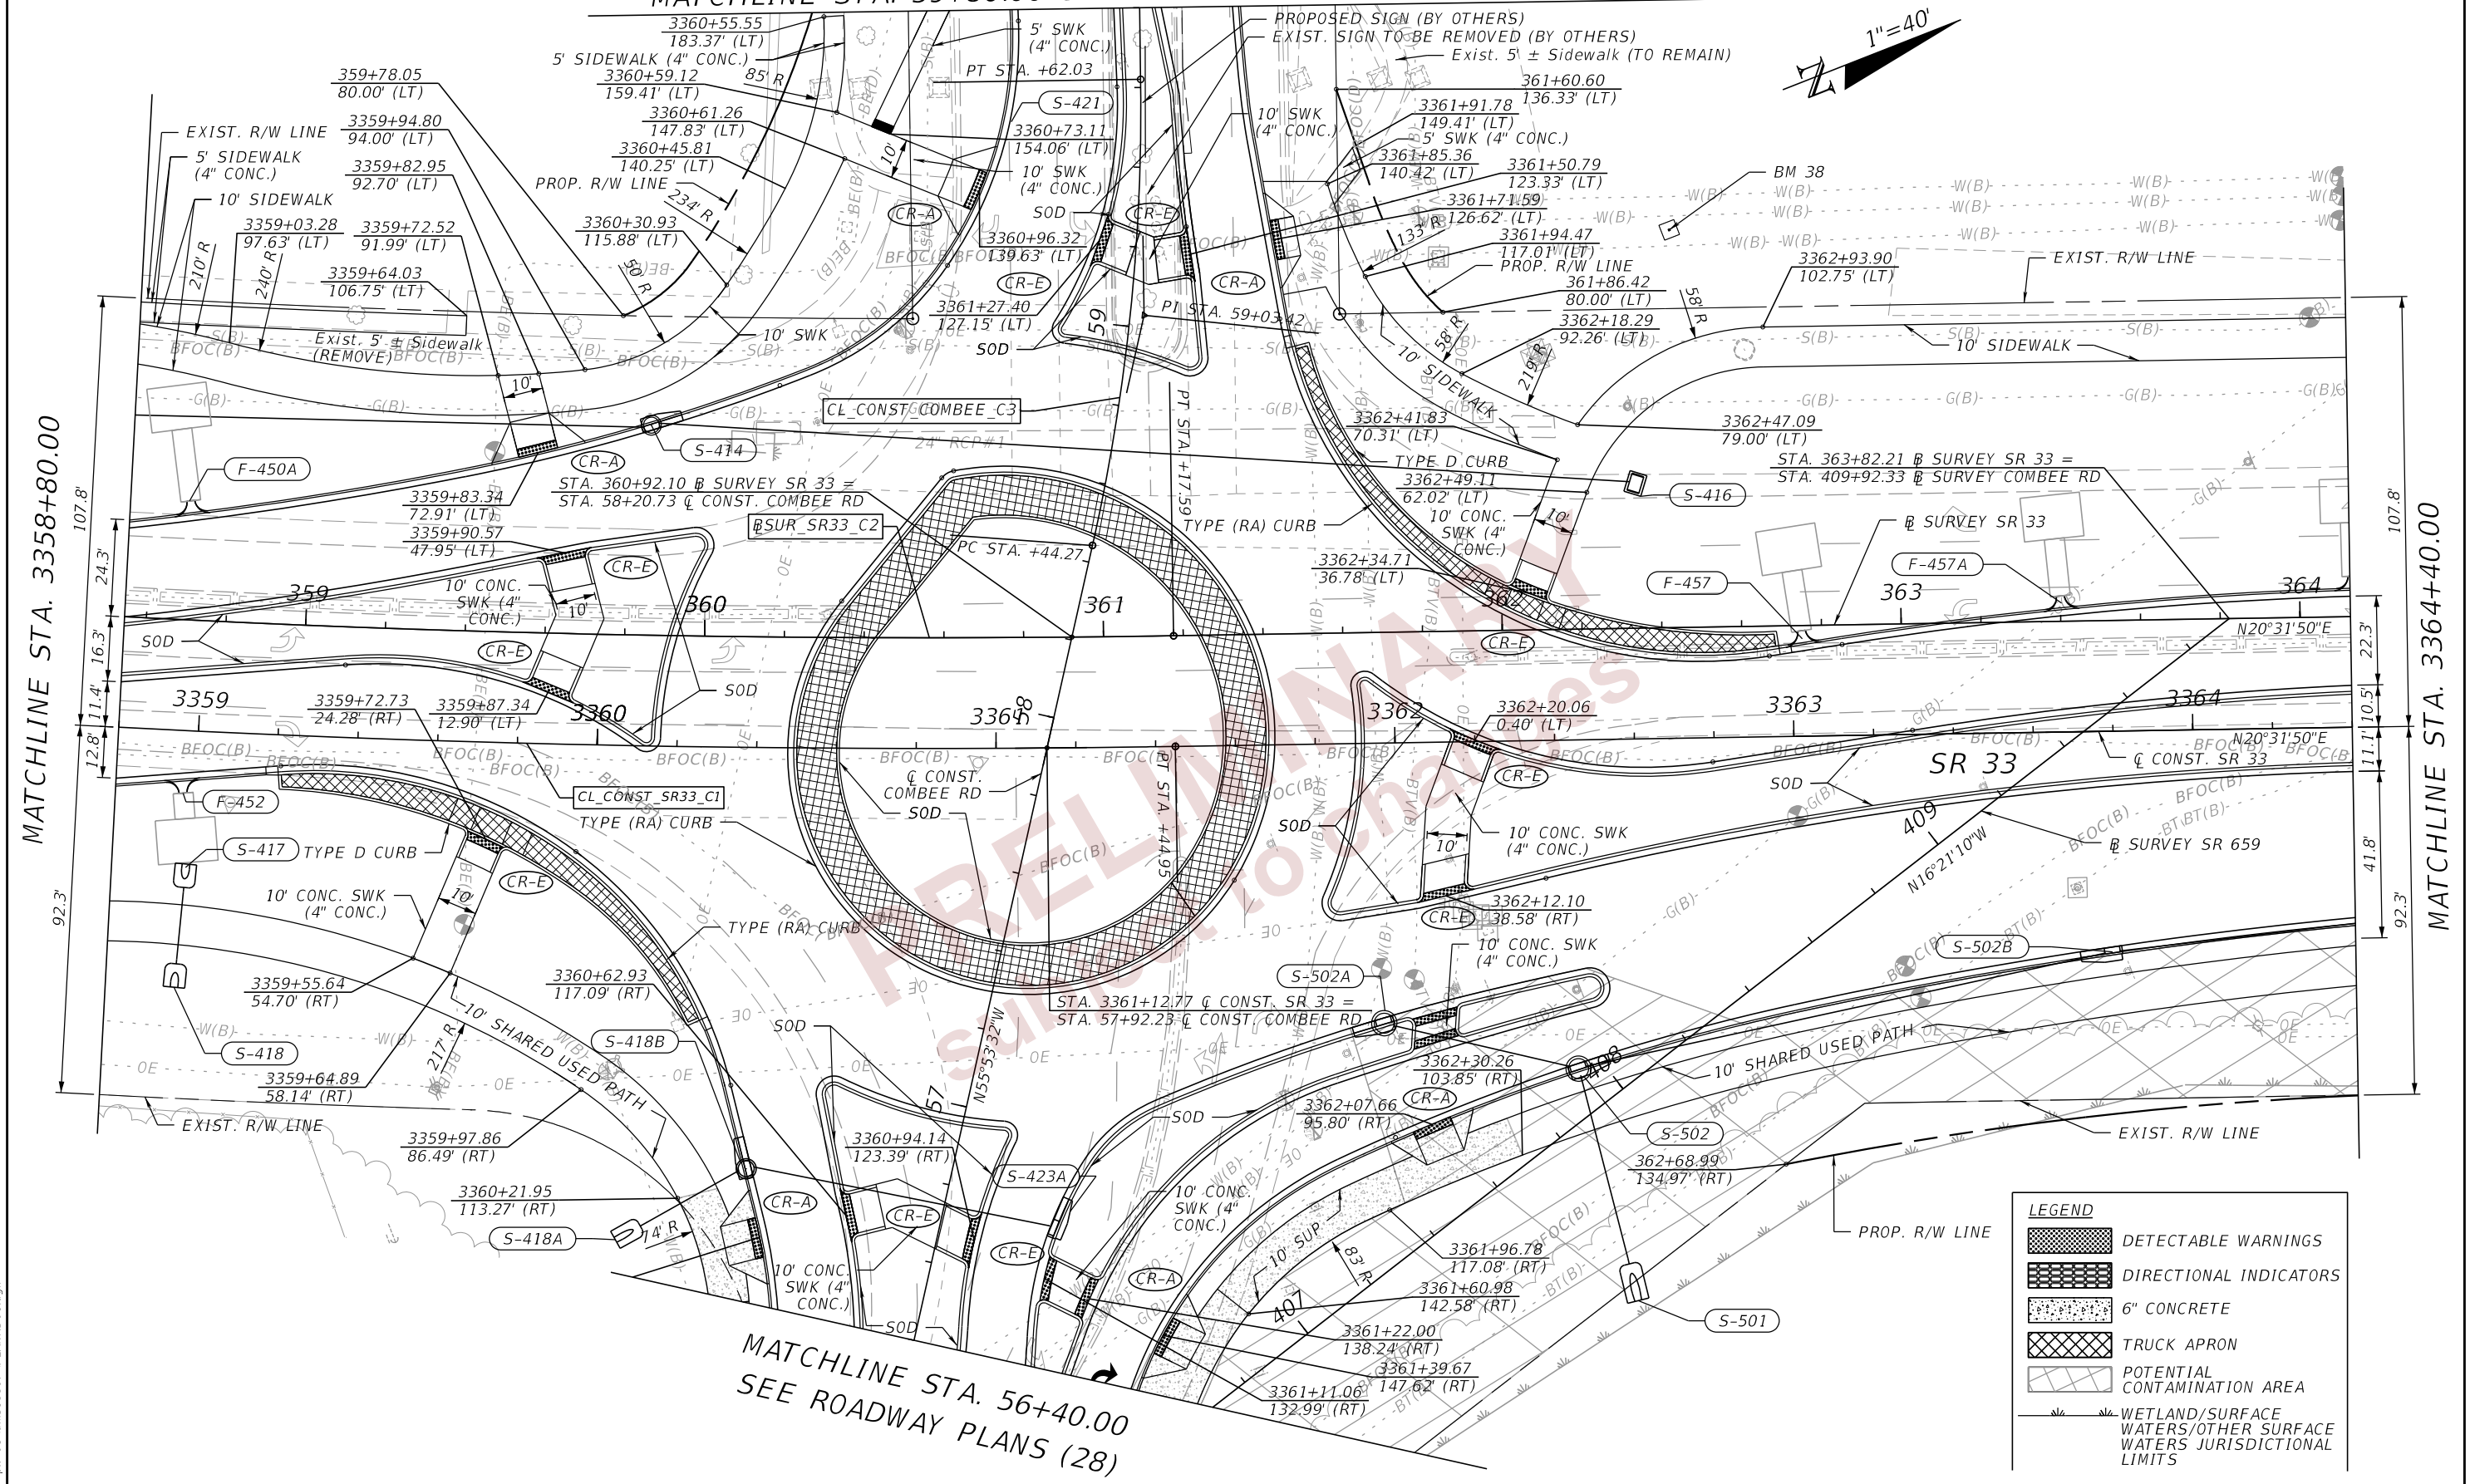 3360+55.55
183.37' (LT)
5' SIDEWALK (4" CONC.)
3360+59.12
159.41' (LT)
85' R
3360+61.26
147.83' (LT)
3360+45.81
140.25' (LT)
PROP. R/W LINE
234' R
3360+30.93
115.88' (LT)
50' R
359+78.05
80.00' (LT)
EXIST. R/W LINE
3359+94.80
94.00' (LT)
5' SIDEWALK
(4" CONC.)
3359+82.95
92.70' (LT)
10' SIDEWALK
3359+03.28
97.63' (LT)
3359+72.52
91.99' (LT)
210' R
240' R
3359+64.03
106.75' (LT)
Exist. 5' ± Sidewalk
(REMOVE)
10' SWK
10'
5' SWK
(4" CONC.)
PT STA. +62.03
S-421
3360+73.11
154.06' (LT)
10'
10' SWK
(4" CONC.)
SOD
CR-A
CR-E
3360+96.32
139.63' (LT)
CR-E
3361+27.40
127.15' (LT)
SOD
59
PI STA. 59+03.42
CR-A
PROPOSED SIGN (BY OTHERS)
EXIST. SIGN TO BE REMOVED (BY OTHERS)
Exist. 5' ± Sidewalk (TO REMAIN)
10' SWK
(4" CONC.)
361+60.60
136.33' (LT)
3361+91.78
149.41' (LT)
5' SWK (4" CONC.)
3361+85.36
140.42' (LT)
3361+50.79
123.33' (LT)
3361+71.59
126.62' (LT)
133' R
3361+94.47
117.01' (LT)
PROP. R/W LINE
361+86.42
80.00' (LT)
58' R
3362+18.29
92.26' (LT)
58' R
219' R
10' SIDEWALK
1"=40'
N
BM 38
3362+93.90
102.75' (LT)
EXIST. R/W LINE
10' SIDEWALK
3362+41.83
70.31' (LT)
3362+47.09
79.00' (LT)
TYPE D CURB
3362+49.11
62.02' (LT)
S-416
STA. 363+82.21 BL SURVEY SR 33 =
STA. 409+92.33 BL SURVEY COMBEE RD
10' CONC.
SWK (4"
CONC.)
10'
TYPE (RA) CURB
BL SURVEY SR 33
3362+34.71
36.78' (LT)
F-457
F-457A
CL_CONST_COMBEE_C3
24" RCP#1
PT STA. +17.59
F-450A
S-414
CR-A
3359+83.34
72.91' (LT)
STA. 360+92.10 BL SURVEY SR 33 =
STA. 58+20.73 CL CONST. COMBEE RD
BSUR_SR33_C2
PC STA. +44.27
3359+90.57
47.95' (LT)
CR-E
10' CONC.
SWK (4"
CONC.)
10'
359
360
361
362
363
364
SOD
CR-E
CR-E
N20°31'50"E
SOD
3359
3359+72.73
24.28' (RT)
3359+87.34
12.90' (LT)
3360
3361
58
3362
3362+20.06
0.40' (LT)
3363
3364
N20°31'50"E
CL CONST. SR 33
SR 33
SOD
CL CONST.
COMBEE RD
SOD
PT STA. +44.95
CR-E
SOD
10' CONC. SWK
(4" CONC.)
10'
F-452
CL_CONST_SR33_C1
TYPE (RA) CURB
S-417
TYPE D CURB
CR-E
10' CONC. SWK
(4" CONC.)
10'
TYPE (RA) CURB
409
BL SURVEY SR 659
N16°21'10"W
3362+12.10
38.58' (RT)
CR-E
10' CONC. SWK
(4" CONC.)
S-502A
S-502B
3359+55.64
54.70' (RT)
3360+62.93
117.09' (RT)
STA. 3361+12.77 CL CONST. SR 33 =
STA. 57+92.23 CL CONST. COMBEE RD
SOD
S-418B
S-418
217' R
10' SHARED USED PATH
N55°53'32"W
3359+64.89
58.14' (RT)
57
408
10' SHARED USED PATH
3362+30.26
103.85' (RT)
CR-A
3362+07.66
95.80' (RT)
SOD
S-502
EXIST. R/W LINE
EXIST. R/W LINE
3359+97.86
86.49' (RT)
3360+94.14
123.39' (RT)
S-423A
362+68.99
134.97' (RT)
3360+21.95
113.27' (RT)
CR-A
CR-E
S-418A
74' R
10' CONC.
SWK (4"
CONC.)
CR-E
10' CONC.
SWK (4"
CONC.)
CR-A
10' SUP
83' R
3361+96.78
117.08' (RT)
PROP. R/W LINE
3361+60.98
142.58' (RT)
407
S-501
SOD
3361+22.00
138.24' (RT)
3361+39.67
147.62' (RT)
3361+11.06
132.99' (RT)
MATCHLINE STA. 3358+80.00
107.8'
24.3'
16.3'
11.4'
12.8'
92.3'
MATCHLINE STA. 3364+40.00
107.8'
22.3'
10.5'
11.1'
41.8'
92.3'
MATCHLINE STA. 56+40.00
SEE ROADWAY PLANS (28)
PRELIMINARY
subject to changes
LEGEND
DETECTABLE WARNINGS
DIRECTIONAL INDICATORS
6" CONCRETE
TRUCK APRON
POTENTIAL
CONTAMINATION AREA
WETLAND/SURFACE
WATERS/OTHER SURFACE
WATERS JURISDICTIONAL
LIMITS